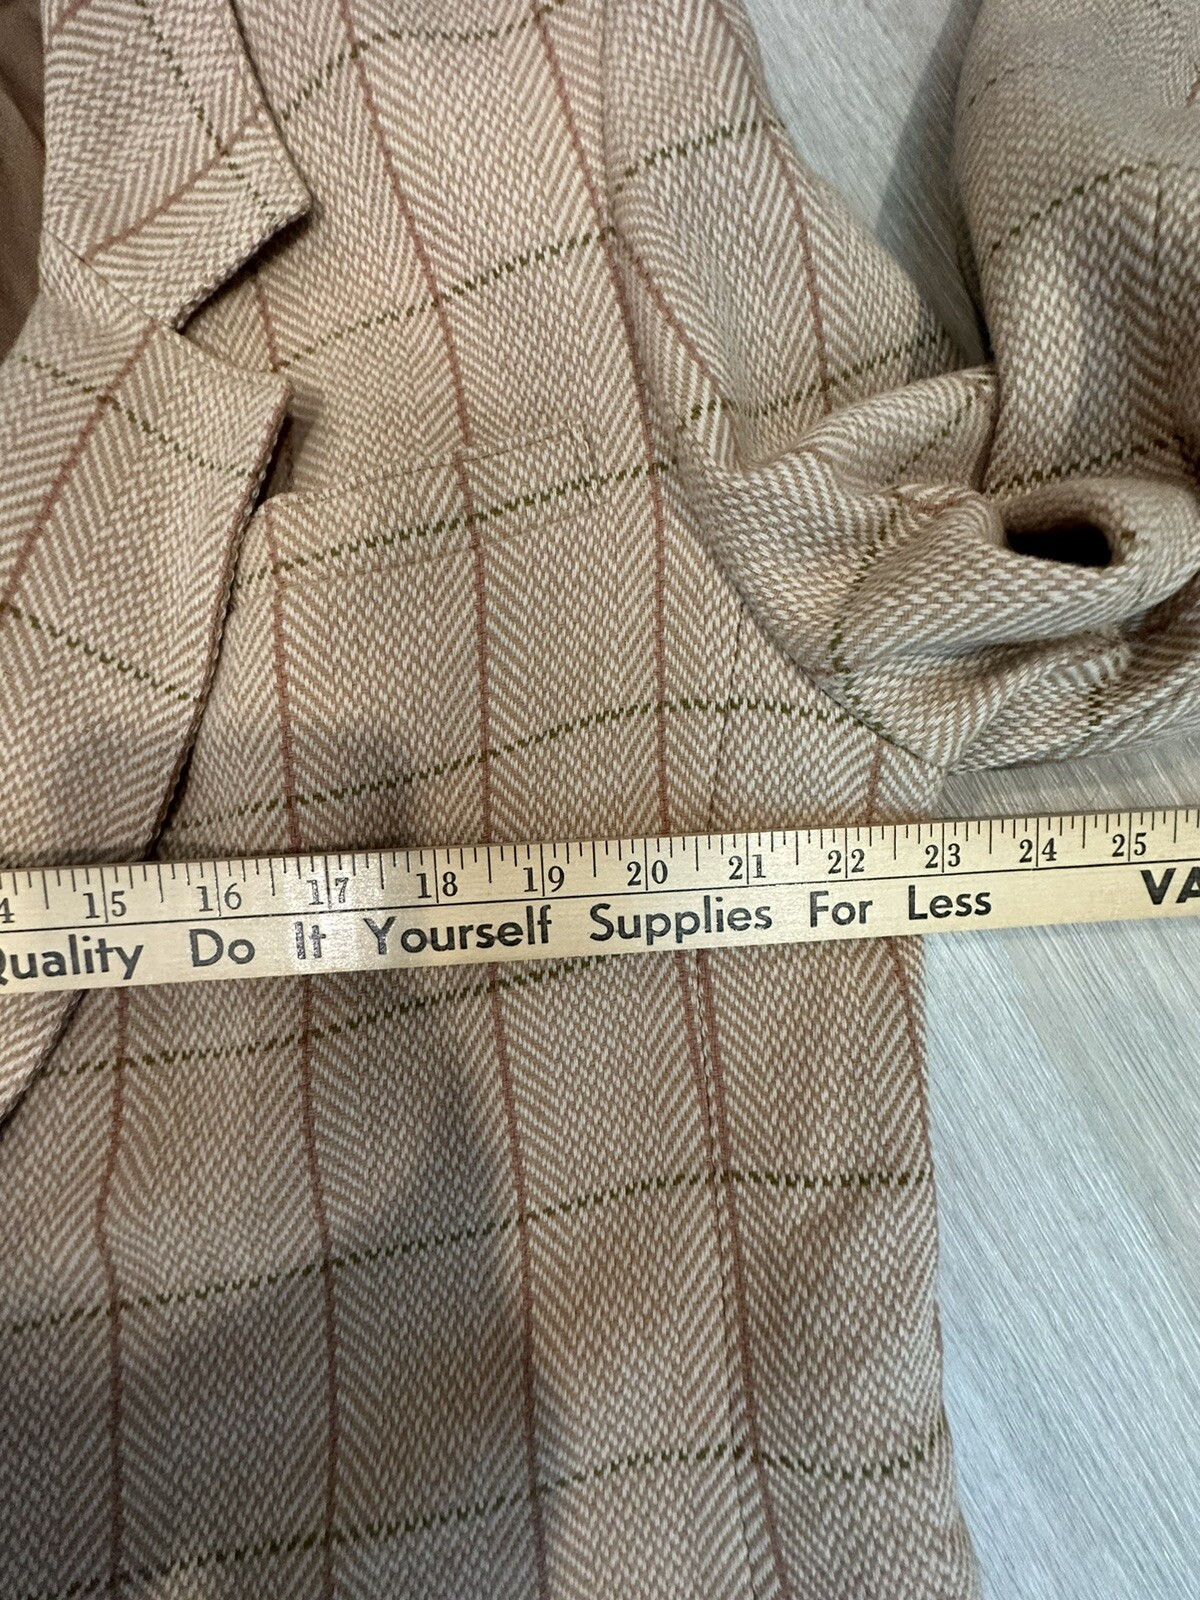 4 15 16 17 18 19 20 21 22 23 24 25
Quality Do It Yourself Supplies For Less VA